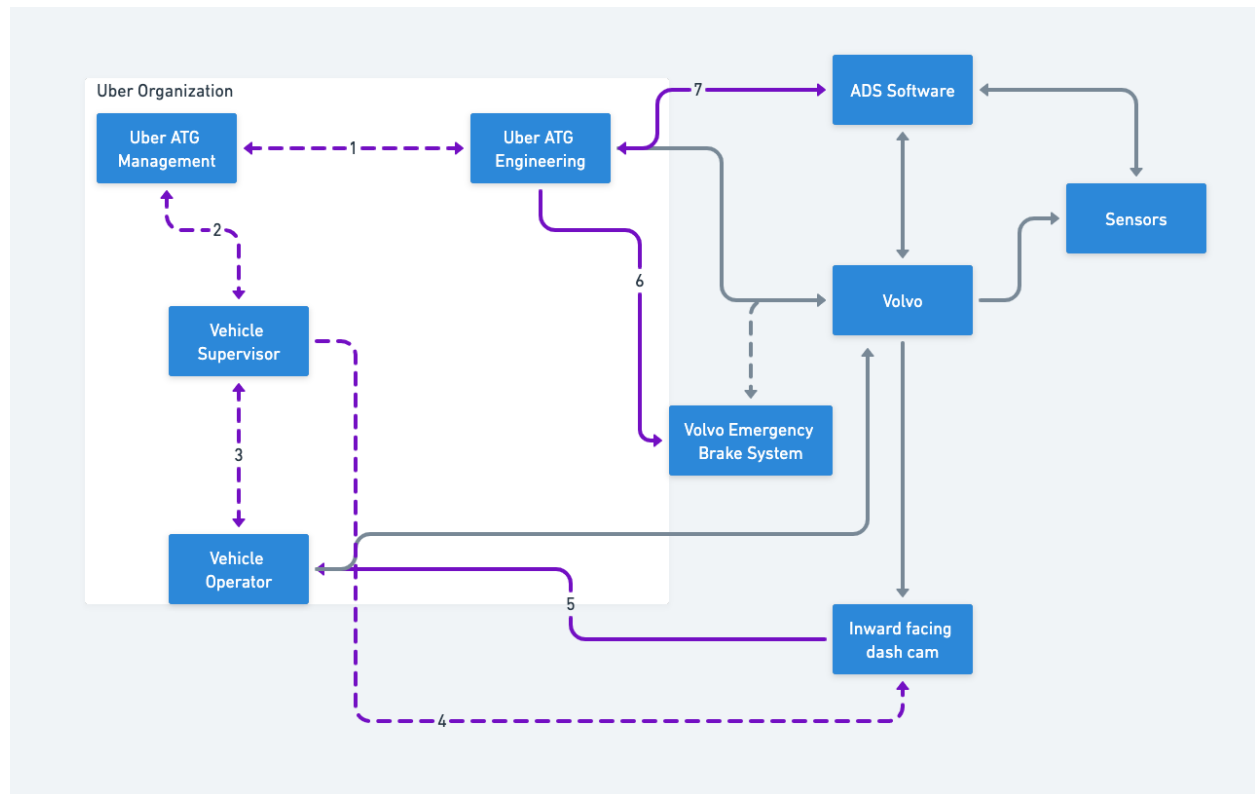 Uber Organization
Uber ATG
Management
1
Uber ATG
Engineering
7
ADS Software
Sensors
2
6
Volvo
Vehicle
Supervisor
Volvo Emergency
Brake System
3
Vehicle
Operator
5
Inward facing
dash cam
4